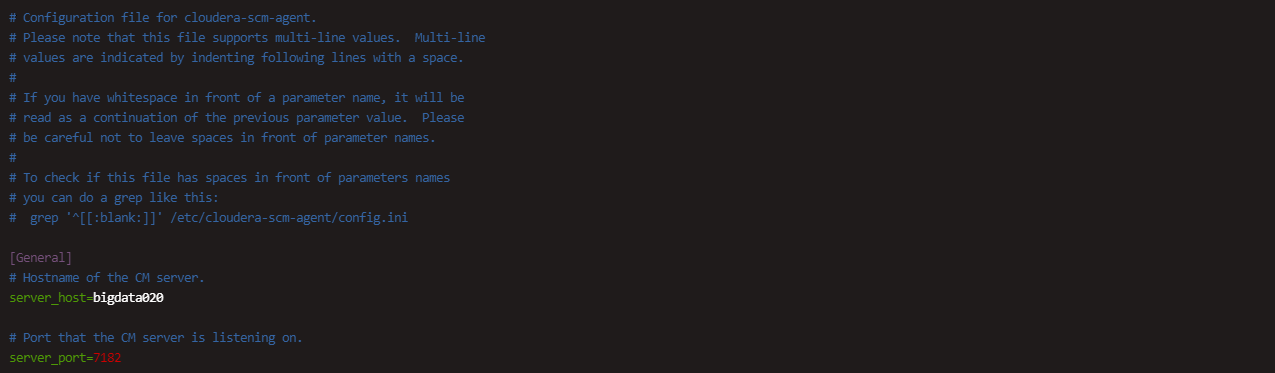 # Configuration file for cloudera-scm-agent.
# Please note that this file supports multi-line values.  Multi-line
# values are indicated by indenting following lines with a space.
#
# If you have whitespace in front of a parameter name, it will be
# read as a continuation of the previous parameter value.  Please
# be careful not to leave spaces in front of parameter names.
#
# To check if this file has spaces in front of parameters names
# you can do a grep like this:
#  grep '^[[:blank:]]' /etc/cloudera-scm-agent/config.ini
[General]
# Hostname of the CM server.
server_host=bigdata020
# Port that the CM server is listening on.
server_port=7182